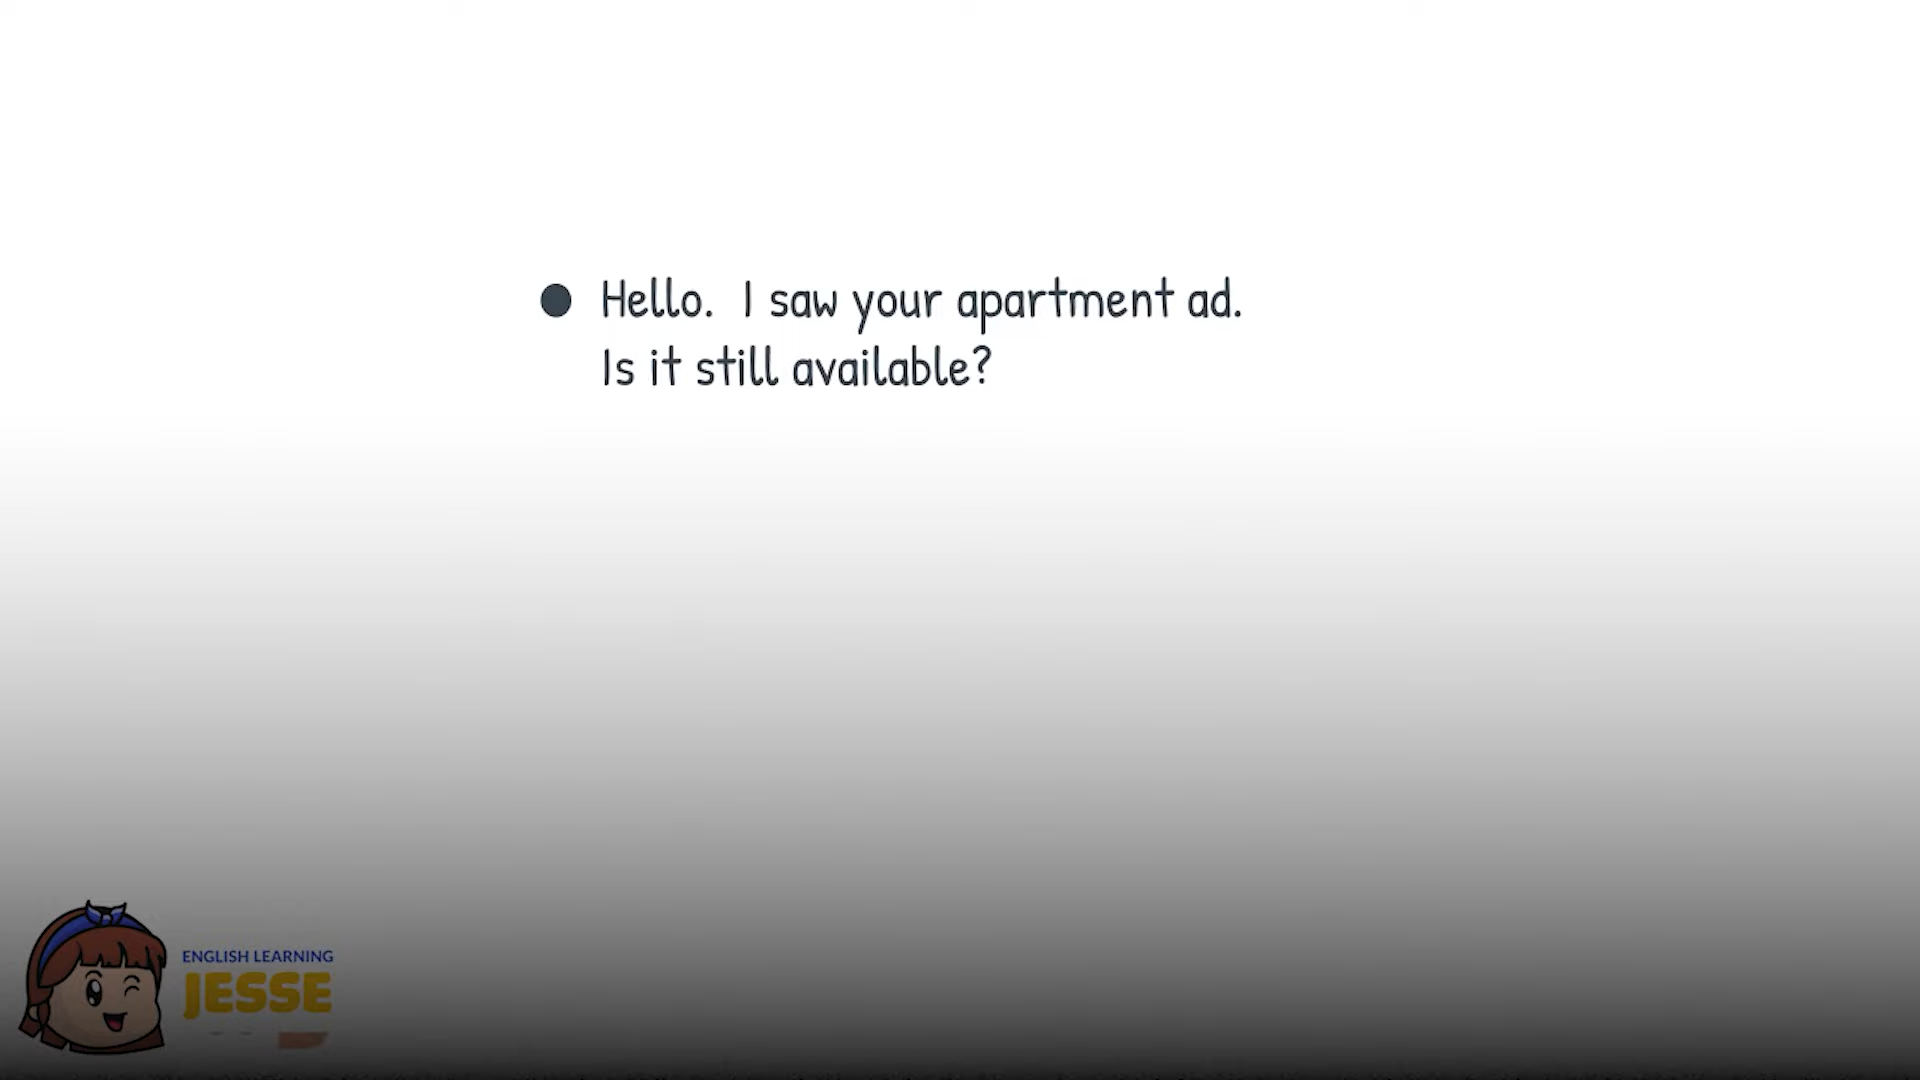 Hello.  I saw your apartment ad.
Is it still available?
ENGLISH LEARNING
JESSE